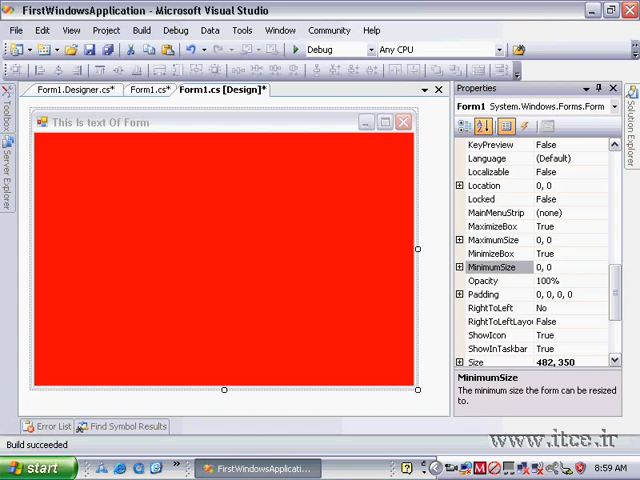 FirstWindowsApplication - Microsoft Visual Studio
File Edit View Project Build Debug Data Tools Window Community Help
Debug Any CPU
Form1.Designer.cs* Form1.cs* Form1.cs [Design]*
Toolbox
Server Explorer
This Is text Of Form
Properties
Form1 System.Windows.Forms.Form
KeyPreview False
Language (Default)
Localizable False
Location 0, 0
Locked False
MainMenuStrip (none)
MaximizeBox True
MaximumSize 0, 0
MinimizeBox True
MinimumSize 0, 0
Opacity 100%
Padding 0, 0, 0, 0
RightToLeft No
RightToLeftLayou False
ShowIcon True
ShowInTaskbar True
Size 482, 350
MinimumSize
The minimum size the form can be resized
to.
Solution Explorer
Error List Find Symbol Results
Build succeeded
www.itce.ir
start FirstWindowsApplicati... 8:59 AM